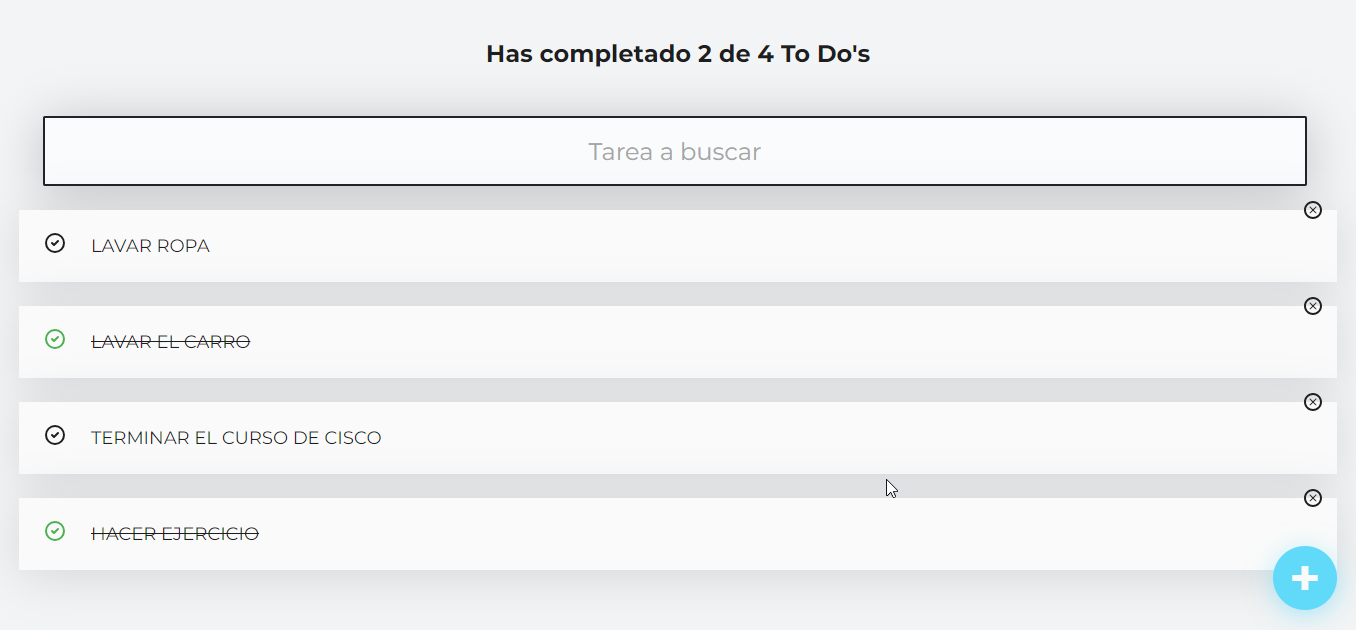 Has completado 2 de 4 To Do's
Tarea a buscar
LAVAR ROPA
LAVAR EL CARRO
TERMINAR EL CURSO DE CISCO
HACER EJERCICIO